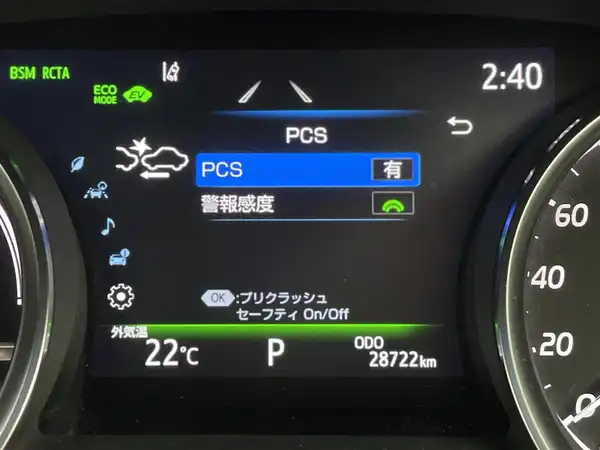 BSM RCTA
ECO
MODE
EV
2:40
PCS
PCS 有
警報感度
OK :プリクラッシュ
セーフティ On/Off
外気温
22℃
P
ODO
28722km
60
40
20
0